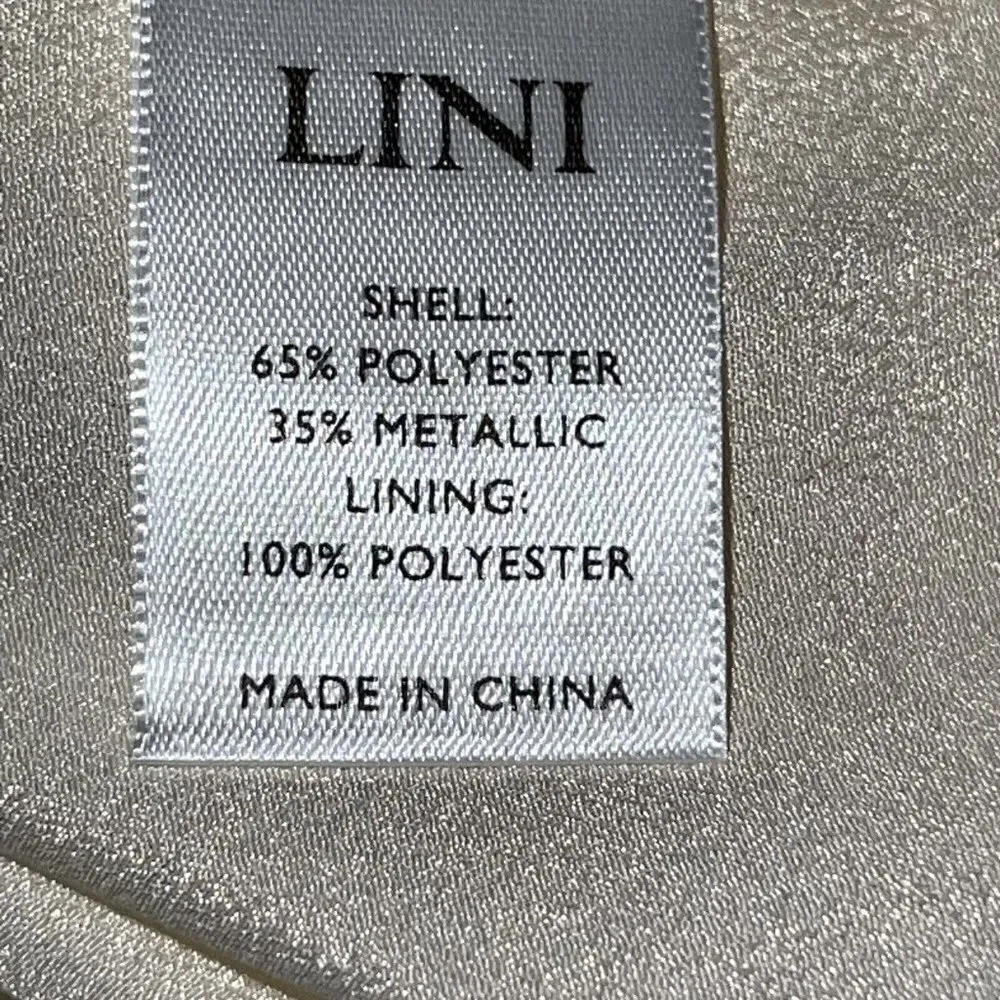 LINI
SHELL:
65% POLYESTER
35% METALLIC
LINING:
100% POLYESTER
MADE IN CHINA